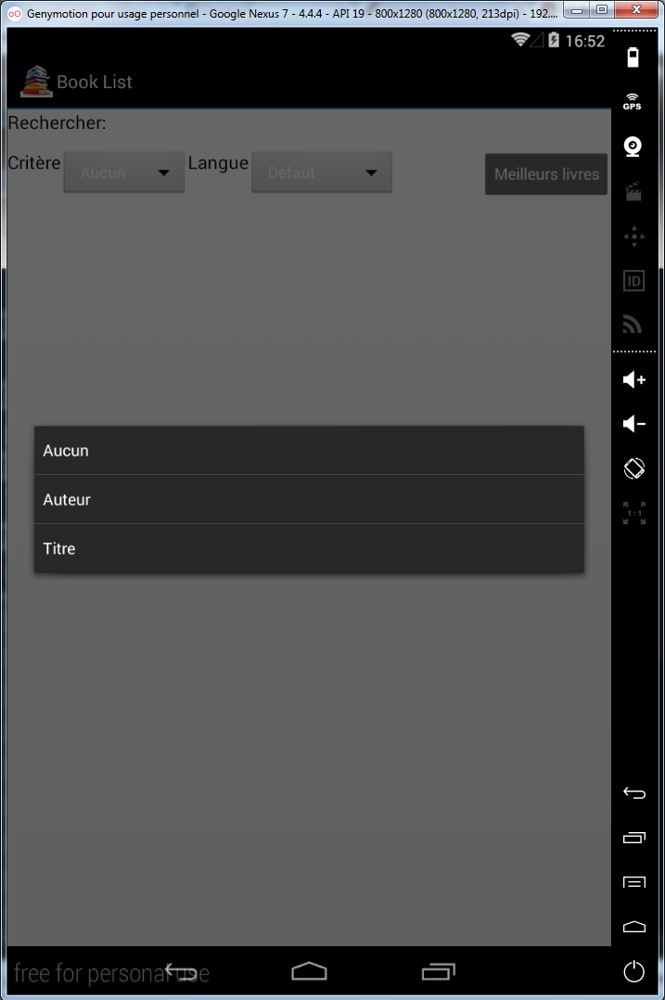 Genymotion pour usage personnel - Google Nexus 7 - 4.4.4 - API 19 - 800x1280 (800x1280, 213dpi) - 192....
16:52
GPS
Book List
Rechercher:
Critère Aucun Langue Défaut Meilleurs livres
ID
Aucun
Auteur
1:1
Titre
free for personal use